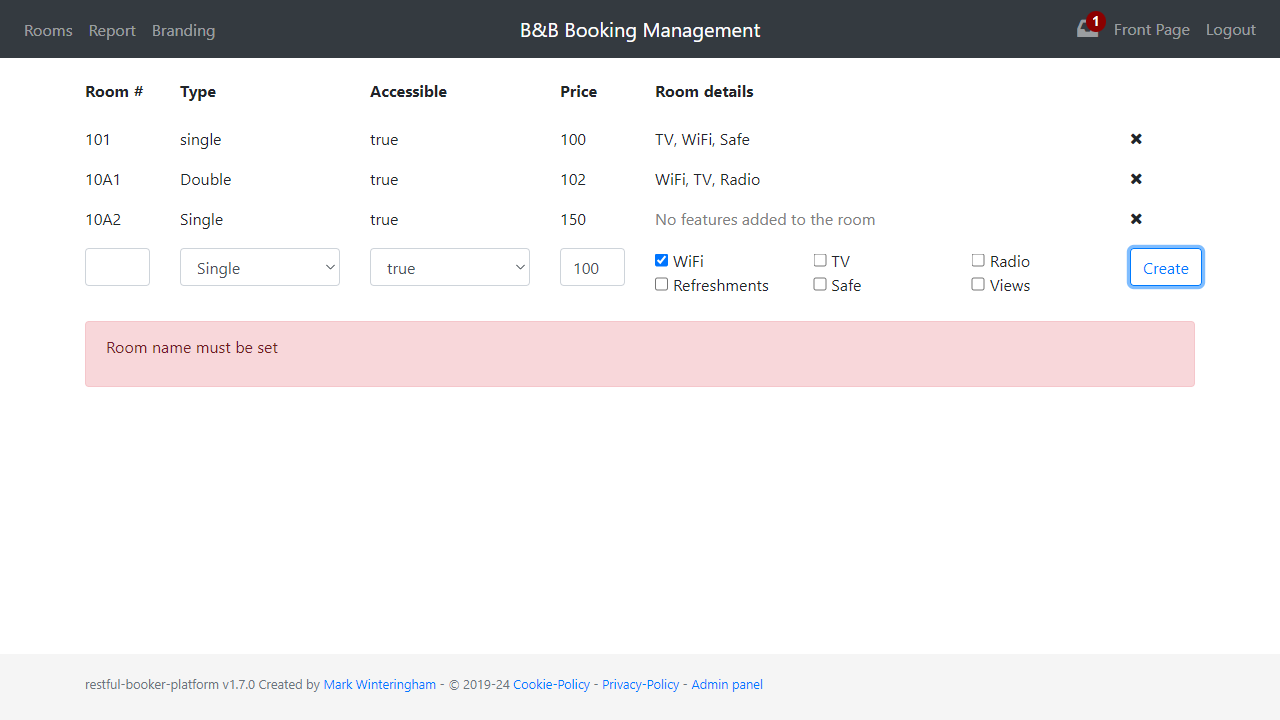 Rooms Report Branding B&B Booking Management 1 Front Page Logout
Room # Type Accessible Price Room details
101 single true 100 TV, WiFi, Safe
10A1 Double true 102 WiFi, TV, Radio
10A2 Single true 150 No features added to the room
Single true 100 WiFi TV Radio Create
Refreshments Safe Views
Room name must be set
restful-booker-platform v1.7.0 Created by Mark Winteringham - © 2019-24 Cookie-Policy - Privacy-Policy - Admin panel